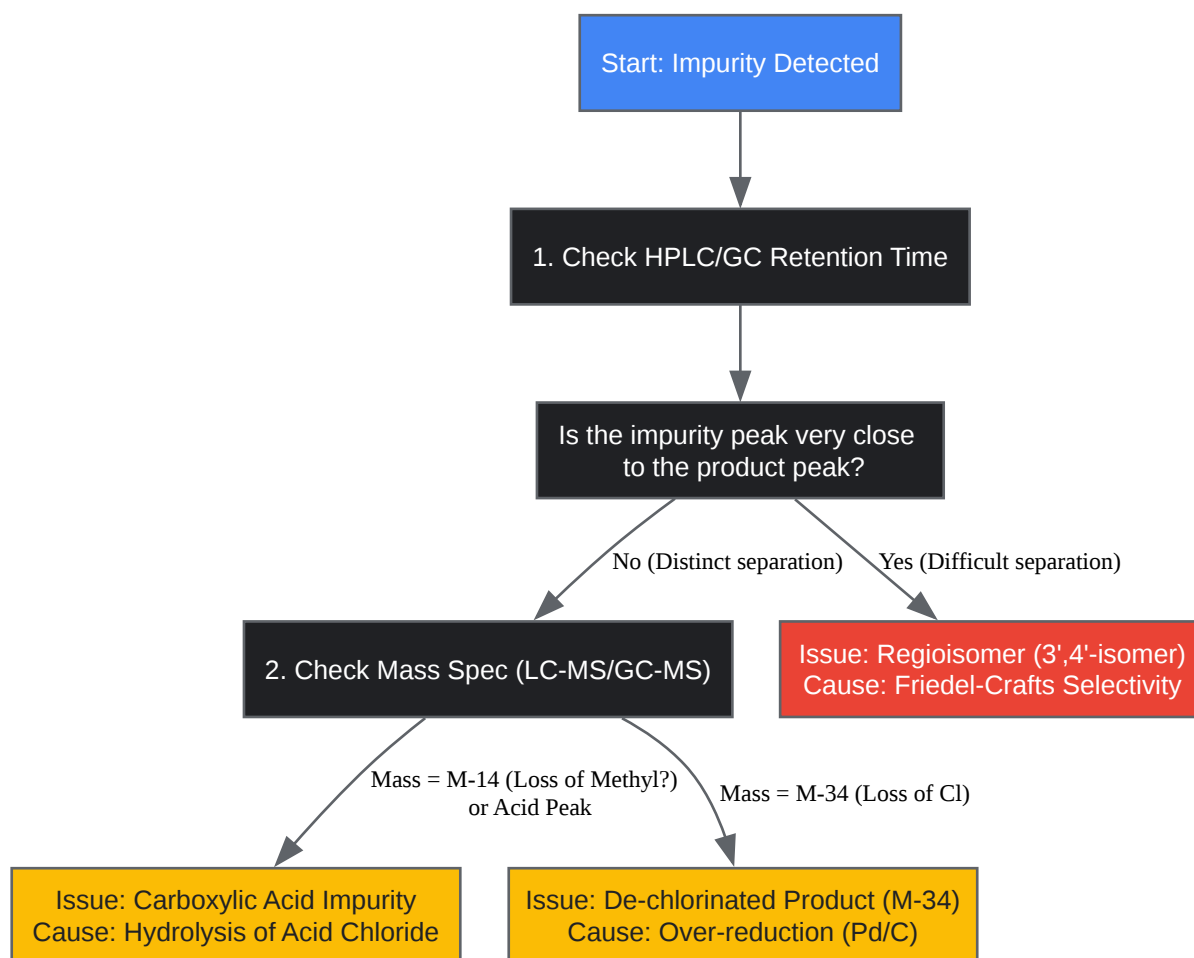 Start: Impurity Detected
1. Check HPLC/GC Retention Time
Is the impurity peak very close
to the product peak?
No (Distinct separation)
Yes (Difficult separation)
2. Check Mass Spec (LC-MS/GC-MS)
Issue: Regioisomer (3',4'-isomer)
Cause: Friedel-Crafts Selectivity
Mass = M-14 (Loss of Methyl?)
or Acid Peak
Mass = M-34 (Loss of Cl)
Issue: Carboxylic Acid Impurity
Cause: Hydrolysis of Acid Chloride
Issue: De-chlorinated Product (M-34)
Cause: Over-reduction (Pd/C)